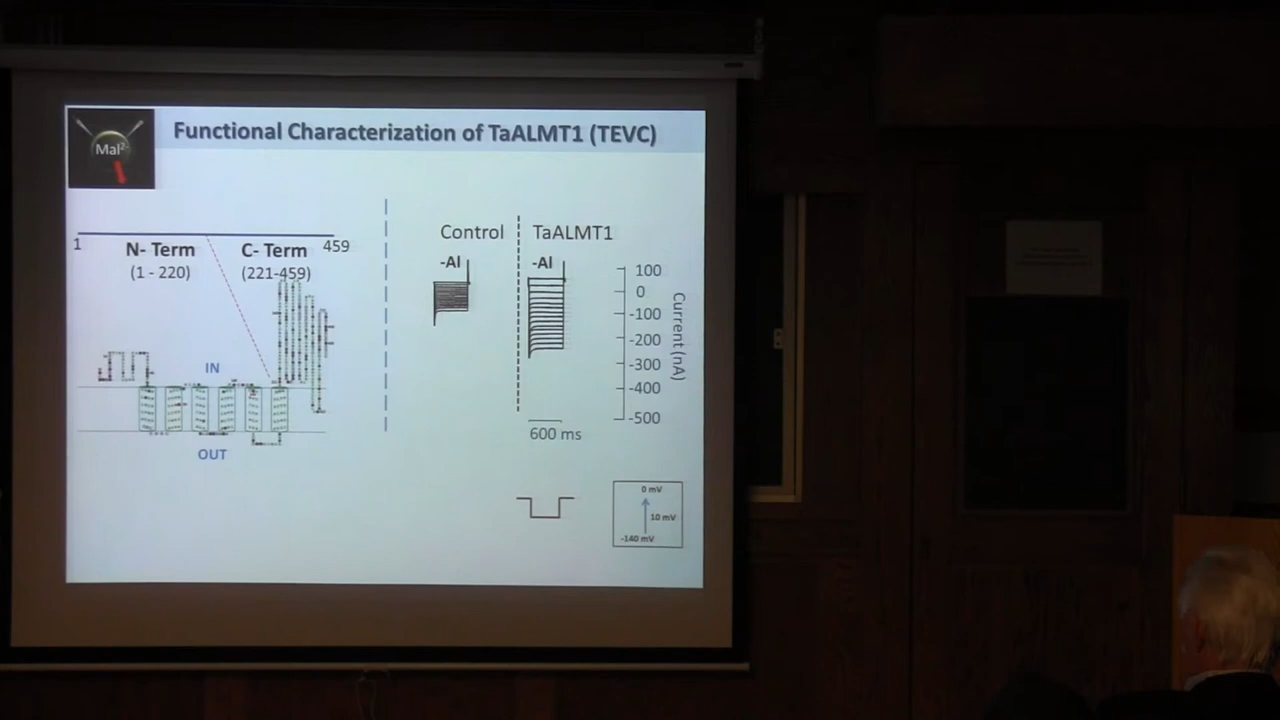 Functional Characterization of TaALMT1 (TEVC)
Mal2-
1
N- Term
(1 - 220)
C- Term
(221-459)
459
IN
OUT
Control
TaALMT1
-Al
-Al
100
0
-100
-200
-300
-400
-500
Current (nA)
600 ms
0 mV
10 mV
-140 mV